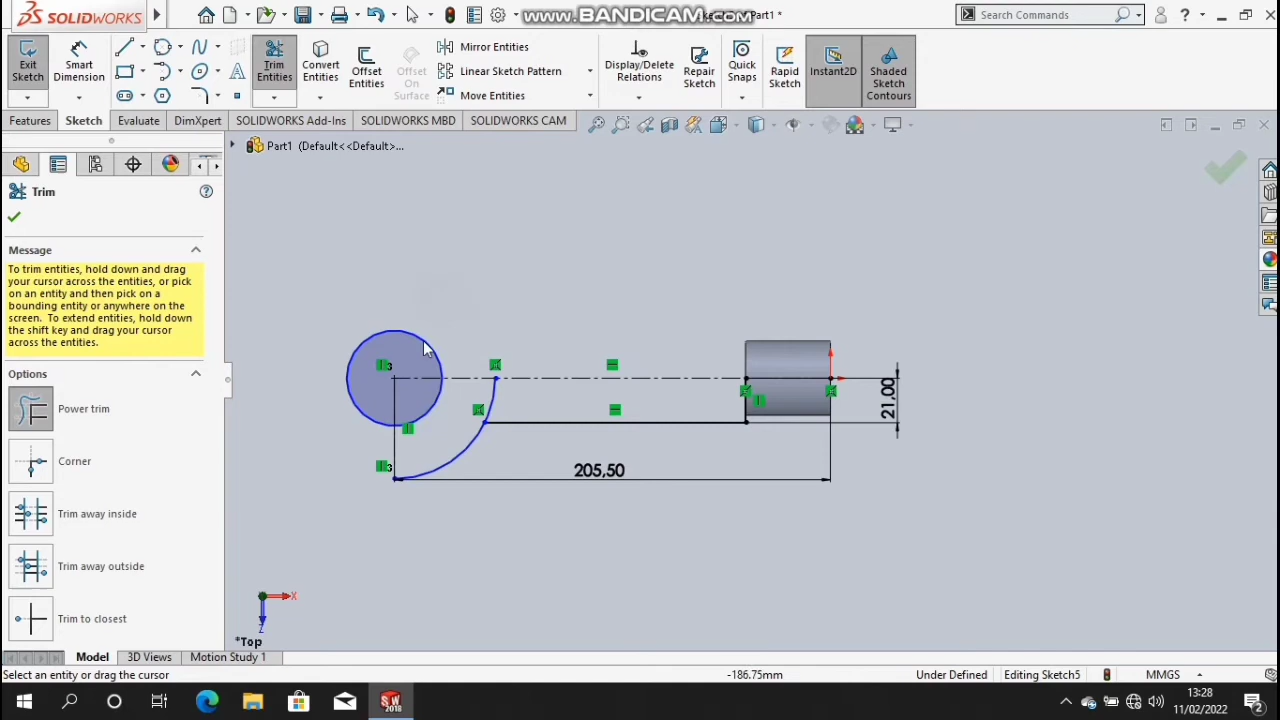 SOLIDWORKS
www.BANDICAM.com
Part1 *
Search Commands
Exit Sketch
Smart Dimension
Trim Entities
Convert Entities
Offset Entities
Offset On Surface
Mirror Entities
Linear Sketch Pattern
Move Entities
Display/Delete Relations
Repair Sketch
Quick Snaps
Rapid Sketch
Instant2D
Shaded Sketch Contours
Features
Sketch
Evaluate
DimXpert
SOLIDWORKS Add-Ins
SOLIDWORKS MBD
SOLIDWORKS CAM
Part1 (Default<<Default>...
Trim
Message
To trim entities, hold down and drag
your cursor across the entities, or pick
on an entity and then pick on a
bounding entity or anywhere on the
screen. To extend entities, hold down
the shift key and drag your cursor
across the entities.
Options
Power trim
Corner
Trim away inside
Trim away outside
Trim to closest
3
3
21,00
205,50
X
Z
*Top
Model
3D Views
Motion Study 1
Select an entity or drag the cursor
-186.75mm
Under Defined
Editing Sketch5
MMGS
SW
2018
13:28
11/02/2022
2